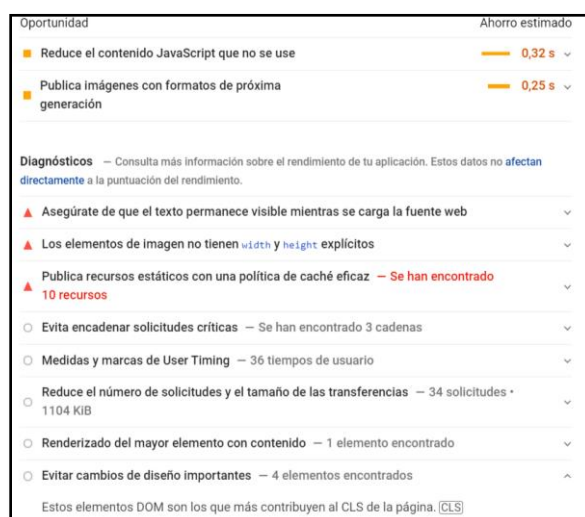 Oportunidad Ahorro estimado
Reduce el contenido JavaScript que no se use 0,32 s
Publica imágenes con formatos de próxima 0,25 s
generación
Diagnósticos — Consulta más información sobre el rendimiento de tu aplicación. Estos datos no afectan
directamente a la puntuación del rendimiento.
Asegúrate de que el texto permanece visible mientras se carga la fuente web
Los elementos de imagen no tienen width y height explícitos
Publica recursos estáticos con una política de caché eficaz — Se han encontrado
10 recursos
Evita encadenar solicitudes críticas — Se han encontrado 3 cadenas
Medidas y marcas de User Timing — 36 tiempos de usuario
Reduce el número de solicitudes y el tamaño de las transferencias — 34 solicitudes •
1104 KiB
Renderizado del mayor elemento con contenido — 1 elemento encontrado
Evitar cambios de diseño importantes — 4 elementos encontrados
Estos elementos DOM son los que más contribuyen al CLS de la página. CLS